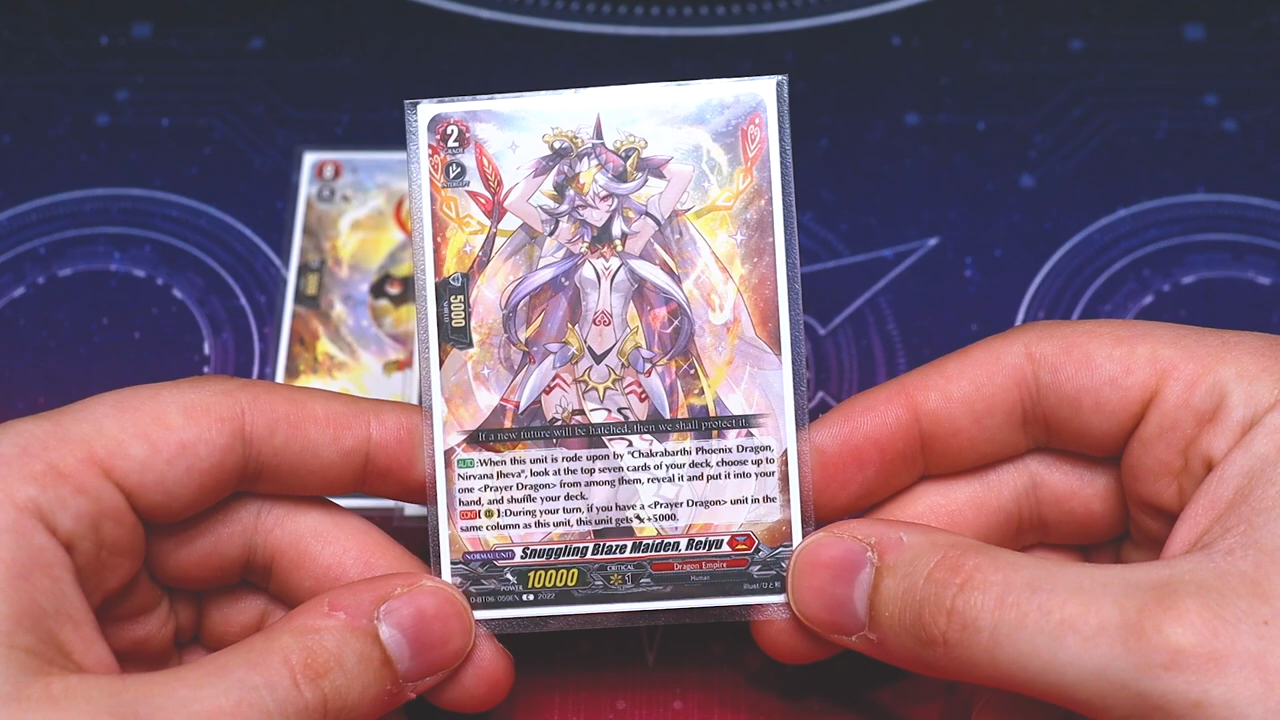 2
GRADE
INTERCEPT
5000
SHIELD
If a new future will be hatched, then we shall protect it.
AUTO:When this unit is rode upon by "Chakrabarthi Phoenix Dragon,
Nirvana Jheva", look at the top seven cards of your deck, choose up to
one <Prayer Dragon> from among them, reveal it and put it into your
hand, and shuffle your deck.
CONT[ ]:During your turn, if you have a <Prayer Dragon> unit in the
same column as this unit, this unit gets +5000.
NORMAL UNIT Snuggling Blaze Maiden, Reiyu
POWER 10000 CRITICAL 1 Dragon Empire
Human
D-BT06/059EN C 2022 illust/ひと和